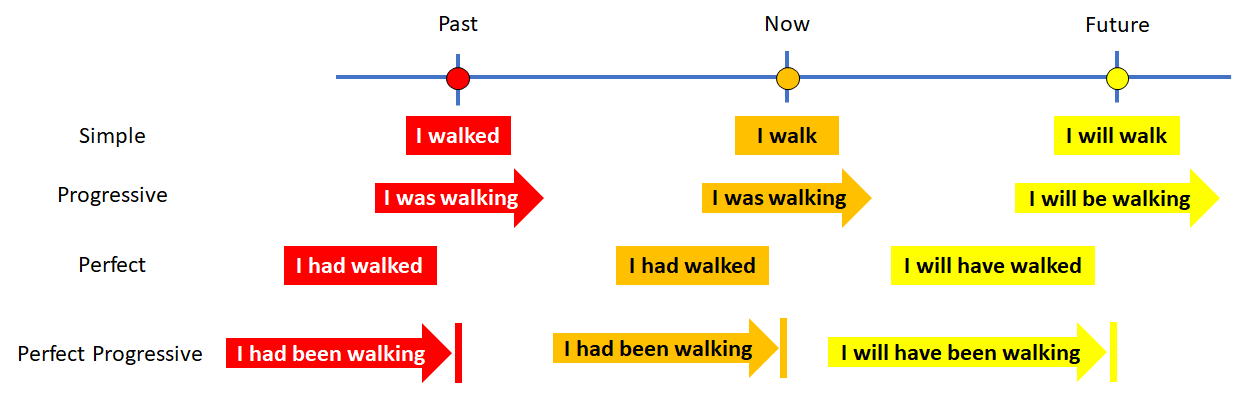 Past Now Future
Simple I walked I walk I will walk
Progressive I was walking I was walking I will be walking
Perfect I had walked I had walked I will have walked
Perfect Progressive I had been walking I had been walking I will have been walking